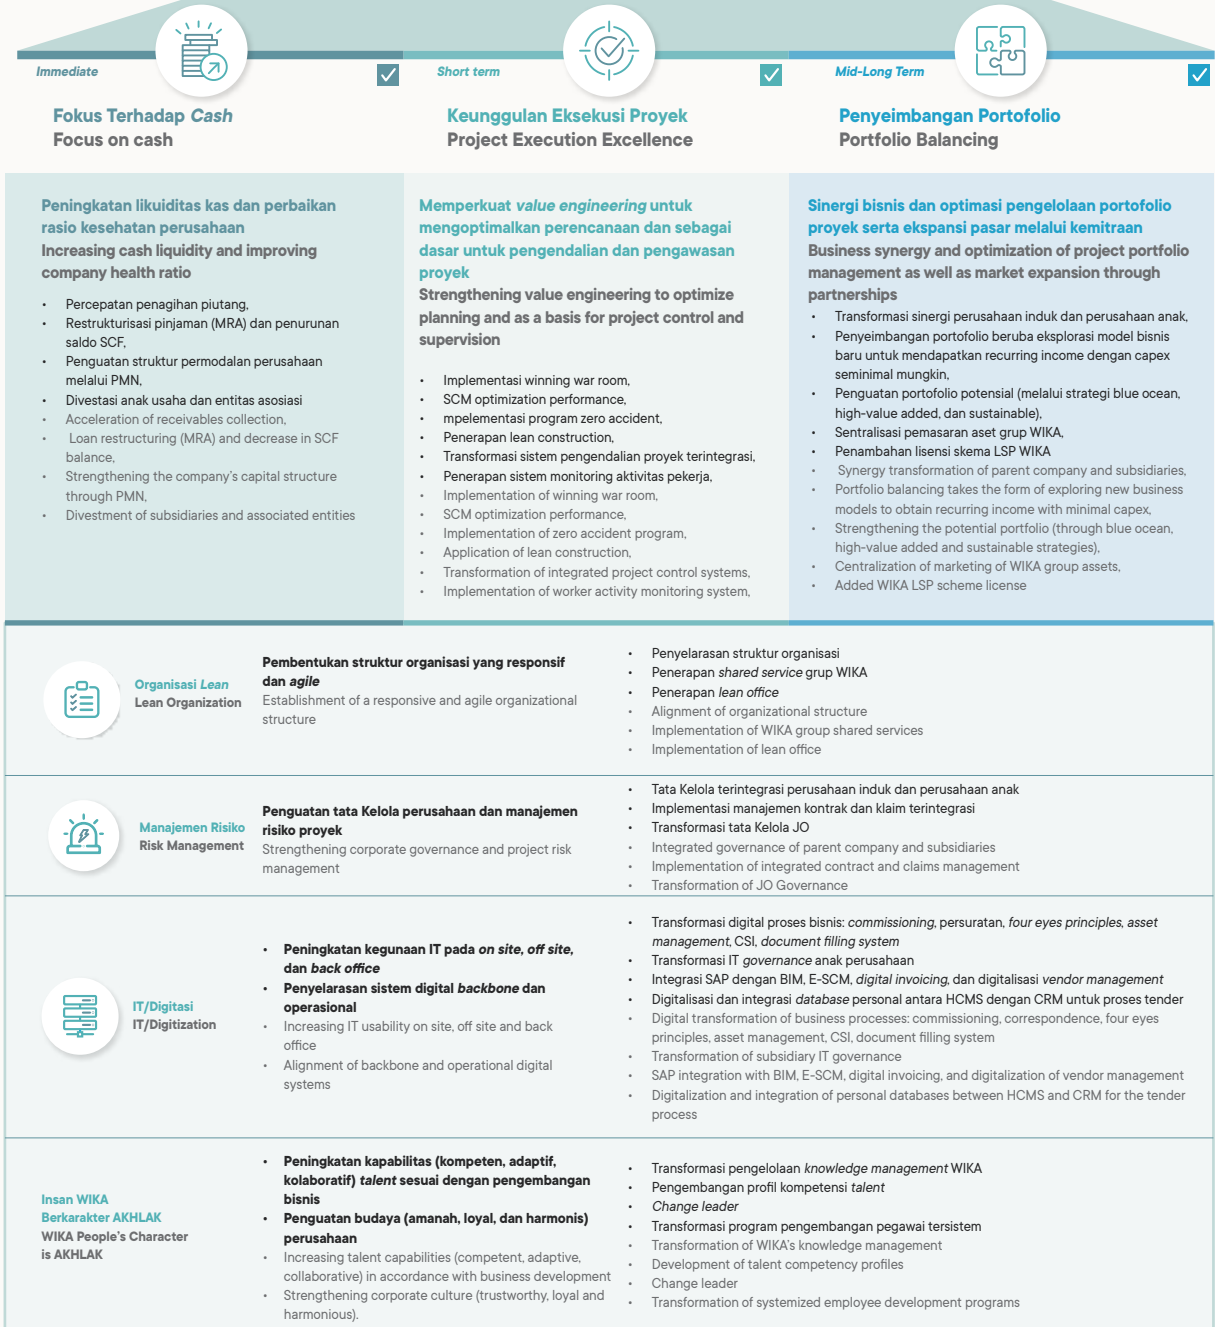 Immediate
Fokus Terhadap Cash
Focus on cash
Short term
Keunggulan Eksekusi Proyek
Project Execution Excellence
Mid-Long Term
Penyeimbangan Portofolio
Portfolio Balancing
Peningkatan likuiditas kas dan perbaikan
rasio kesehatan perusahaan
Increasing cash liquidity and improving
company health ratio
• Percepatan penagihan piutang,
• Restrukturisasi pinjaman (MRA) dan penurunan
saldo SCF,
• Penguatan struktur permodalan perusahaan
melalui PMN,
• Divestasi anak usaha dan entitas asosiasi
• Acceleration of receivables collection,
• Loan restructuring (MRA) and decrease in SCF
balance,
• Strengthening the company's capital structure
through PMN,
• Divestment of subsidiaries and associated entities
Memperkuat value engineering untuk
mengoptimalkan perencanaan dan sebagai
dasar untuk pengendalian dan pengawasan
proyek
Strengthening value engineering to optimize
planning and as a basis for project control and
supervision
• Implementasi winning war room,
• SCM optimization performance,
• mpelementasi program zero accident,
• Penerapan lean construction,
• Transformasi sistem pengendalian proyek terintegrasi,
• Penerapan sistem monitoring aktivitas pekerja,
• Implementation of winning war room,
• SCM optimization performance,
• Implementation of zero accident program,
• Application of lean construction,
• Transformation of integrated project control systems,
• Implementation of worker activity monitoring system,
Sinergi bisnis dan optimasi pengelolaan portofolio
proyek serta ekspansi pasar melalui kemitraan
Business synergy and optimization of project portfolio
management as well as market expansion through
partnerships
• Transformasi sinergi perusahaan induk dan perusahaan anak,
• Penyeimbangan portofolio beruba eksplorasi model bisnis
baru untuk mendapatkan recurring income dengan capex
seminimal mungkin,
• Penguatan portofolio potensial (melalui strategi blue ocean,
high-value added, dan sustainable),
• Sentralisasi pemasaran aset grup WIKA,
• Penambahan lisensi skema LSP WIKA
• Synergy transformation of parent company and subsidiaries,
• Portfolio balancing takes the form of exploring new business
models to obtain recurring income with minimal capex,
• Strengthening the potential portfolio (through blue ocean,
high-value added and sustainable strategies),
• Centralization of marketing of WIKA group assets,
• Added WIKA LSP scheme license
Organisasi Lean
Lean Organization
Pembentukan struktur organisasi yang responsif
dan agile
Establishment of a responsive and agile organizational
structure
• Penyelarasan struktur organisasi
• Penerapan shared service grup WIKA
• Penerapan lean office
• Alignment of organizational structure
• Implementation of WIKA group shared services
• Implementation of lean office
Manajemen Risiko
Risk Management
Penguatan tata Kelola perusahaan dan manajemen
risiko proyek
Strengthening corporate governance and project risk
management
• Tata Kelola terintegrasi perusahaan induk dan perusahaan anak
• Implementasi manajemen kontrak dan klaim terintegrasi
• Transformasi tata Kelola JO
• Integrated governance of parent company and subsidiaries
• Implementation of integrated contract and claims management
• Transformation of JO Governance
IT/Digitasi
IT/Digitization
• Peningkatan kegunaan IT pada on site, off site,
dan back office
• Penyelarasan sistem digital backbone dan
operasional
• Increasing IT usability on site, off site and back
office
• Alignment of backbone and operational digital
systems
• Transformasi digital proses bisnis: commissioning, persuratan, four eyes principles, asset
management, CSI, document filling system
• Transformasi IT governance anak perusahaan
• Integrasi SAP dengan BIM, E-SCM, digital invoicing, dan digitalisasi vendor management
• Digitalisasi dan integrasi database personal antara HCMS dengan CRM untuk proses tender
• Digital transformation of business processes: commissioning, correspondence, four eyes
principles, asset management, CSI, document filling system
• Transformation of subsidiary IT governance
• SAP integration with BIM, E-SCM, digital invoicing, and digitalization of vendor management
• Digitalization and integration of personal databases between HCMS and CRM for the tender
process
Insan WIKA
Berkarakter AKHLAK
WIKA People's Character
is AKHLAK
• Peningkatan kapabilitas (kompeten, adaptif,
kolaboratif) talent sesuai dengan pengembangan
bisnis
• Penguatan budaya (amanah, loyal, dan harmonis)
perusahaan
• Increasing talent capabilities (competent, adaptive,
collaborative) in accordance with business development
• Strengthening corporate culture (trustworthy, loyal and
harmonious).
• Transformasi pengelolaan knowledge management WIKA
• Pengembangan profil kompetensi talent
• Change leader
• Transformasi program pengembangan pegawai tersistem
• Transformation of WIKA's knowledge management
• Development of talent competency profiles
• Change leader
• Transformation of systemized employee development programs